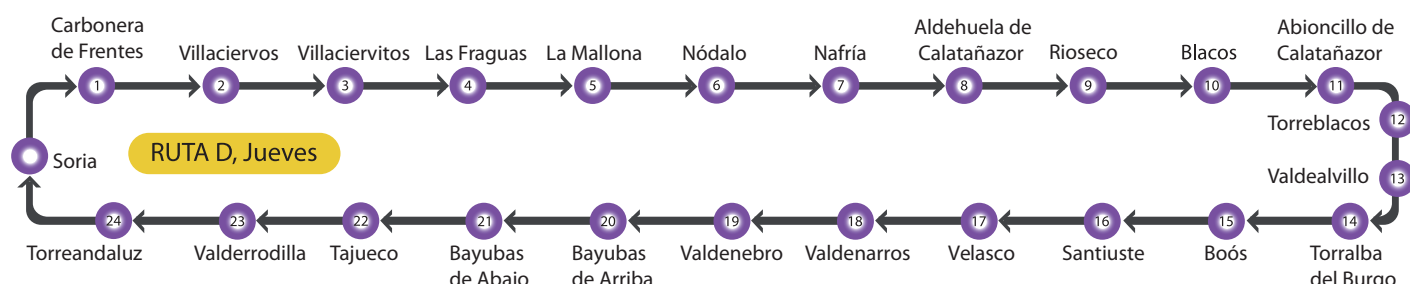 Carbonera
de Frentes
Villaciervos
Villaciervitos
Las Fraguas
La Mallona
Nódalo
Nafría
Aldehuela de
Calatañazor
Rioseco
Blacos
Abioncillo de
Calatañazor
1
2
3
4
5
6
7
8
9
10
11
12
Torreblacos
Soria
RUTA D, Jueves
Valdealvillo
13
24
23
22
21
20
19
18
17
16
15
14
Torreandaluz
Valderrodilla
Tajueco
Bayubas
de Abajo
Bayubas
de Arriba
Valdenebro
Valdenarros
Velasco
Santiuste
Boós
Torralba
del Burgo